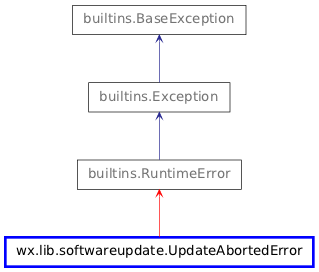 builtins.BaseException
builtins.Exception
builtins.RuntimeError
wx.lib.softwareupdate.UpdateAbortedError